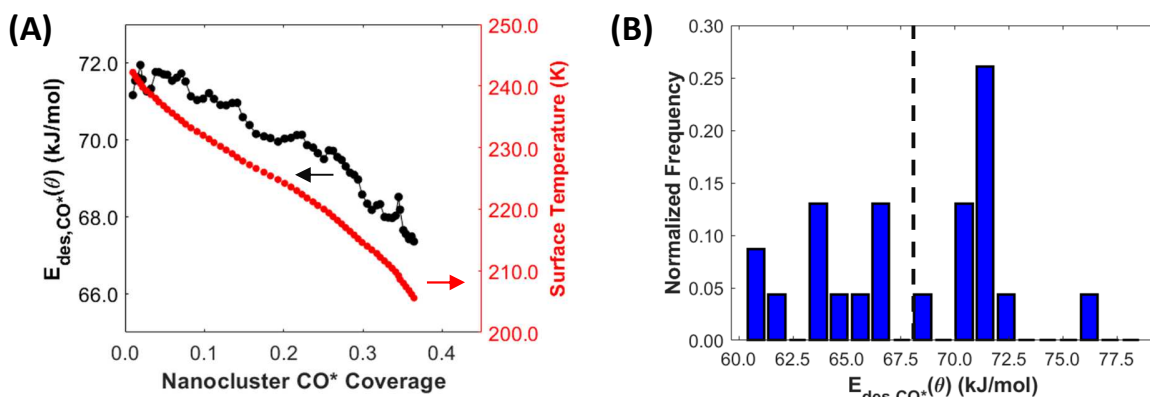 (A)
E_des,CO*(θ) (kJ/mol)
72.0
70.0
68.0
66.0
250.0
240.0
230.0
220.0
210.0
200.0
Surface Temperature (K)
0.0 0.1 0.2 0.3 0.4
Nanocluster CO* Coverage
(B)
Normalized Frequency
0.30
0.25
0.20
0.15
0.10
0.05
0.00
60.0 62.5 65.0 67.5 70.0 72.5 75.0 77.5
E_des,CO*(θ) (kJ/mol)